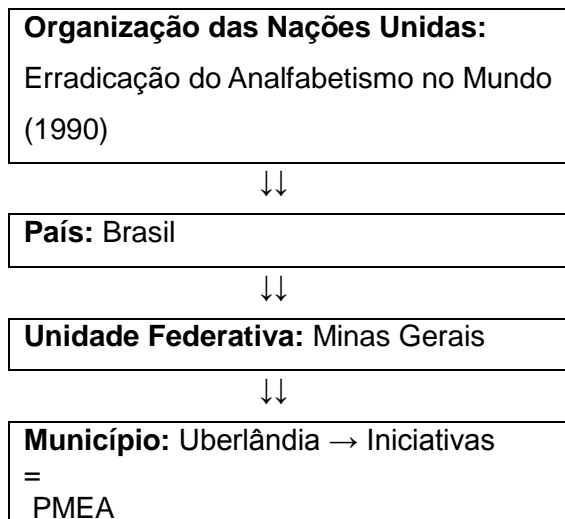 Organização das Nações Unidas:
Erradicação do Analfabetismo no Mundo
(1990)
↓↓
País: Brasil
↓↓
Unidade Federativa: Minas Gerais
↓↓
Município: Uberlândia → Iniciativas
=
PMEA